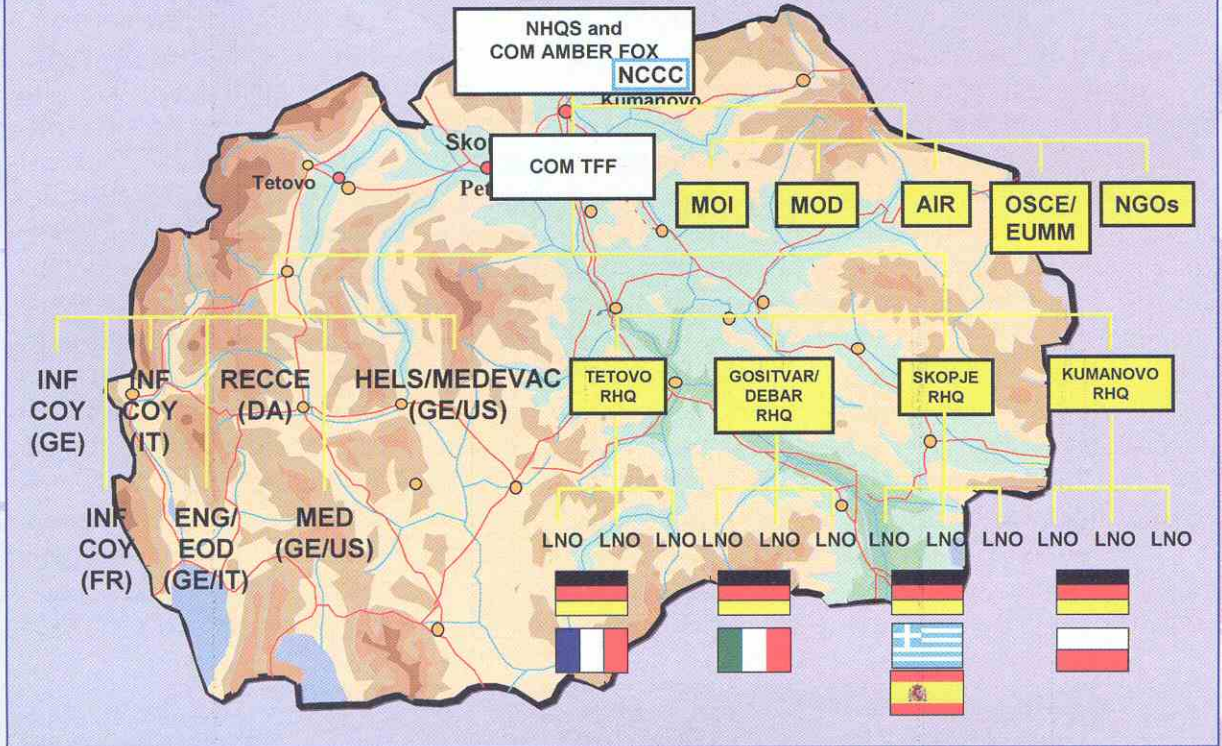 NHQS and
COM AMBER FOX
NCCC
Kumanovo
COM TFF
Tetovo
MOI
MOD
AIR
OSCE/
EUMM
NGOs
INF
COY
(GE)
INF
COY
(IT)
RECCE
(DA)
HELS/MEDEVAC
(GE/US)
TETOVO
RHQ
GOSITVAR/
DEBAR
RHQ
SKOPJE
RHQ
KUMANOVO
RHQ
INF
COY
(FR)
ENG/
EOD
(GE/IT)
MED
(GE/US)
LNO LNO LNO LNO LNO LNO LNO LNO LNO LNO LNO LNO